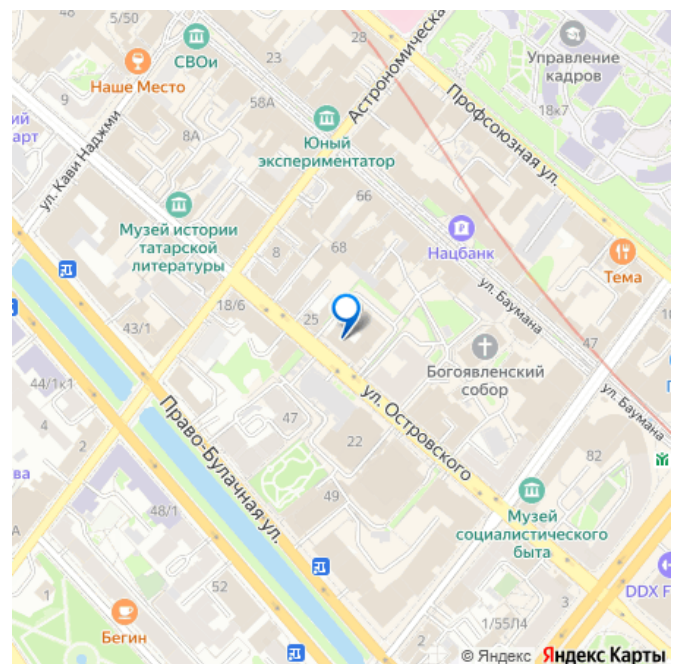 5/50
СВОи
28
Астрономическая
Управление
кадров
23
Наше Место
9
58А
18к7
ий
арт
8А
Юный
экспериментатор
Профсоюзная ул.
ул. Кави Наджми
66
Музей истории
татарской
литературы
8
68
Нацбанк
Тема
ул. Баумана
18/6
25
43/1
47
Богоявленский
собор
44/1к1
ул. Островского
ул. Баумана
4
2
47
22
82
Право-Булачная ул.
ва
49
48/1
Музей
социалистического
быта
DDX F
1
52
3
Бегин
1/55/14
2
© Яндекс Яндекс Карты